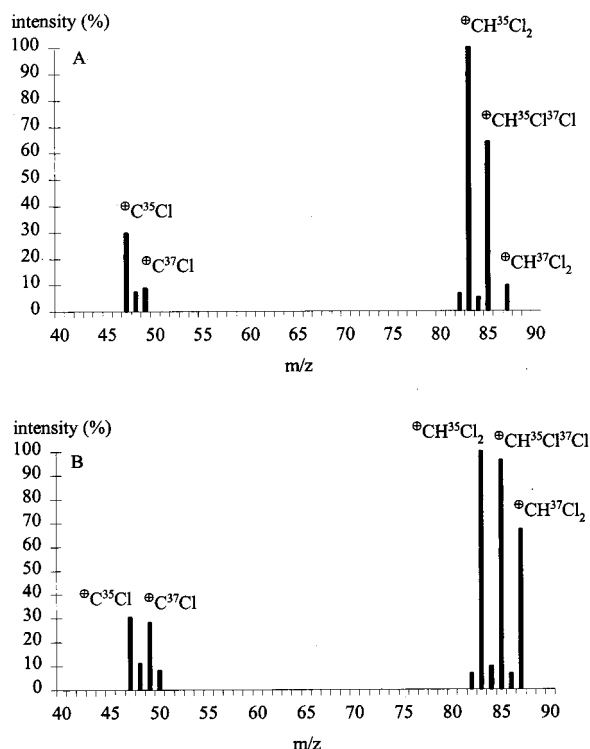 intensity (%)
A
⊕CH³⁵Cl₂
100
90
80
70
60
50
40
30
20
10
0
⊕CH³⁵Cl³⁷Cl
⊕C³⁵Cl
⊕C³⁷Cl
⊕CH³⁷Cl₂
40 47 50 55 60 65 70 75 80 85 90
m/z
intensity (%)
B
⊕CH³⁵Cl₂ ⊕CH³⁵Cl³⁷Cl
100
90
80
70
60
50
40
30
20
10
0
⊕CH³⁷Cl₂
⊕C³⁵Cl ⊕C³⁷Cl
40 47 50 55 60 65 70 75 80 85 90
m/z